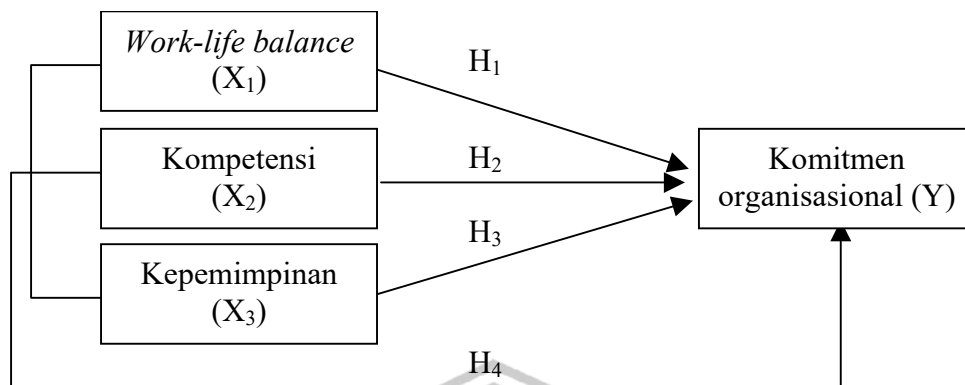 Work-life balance
(X₁)
H₁
Kompetensi
(X₂)
H₂
Komitmen
organisasional (Y)
H₃
Kepemimpinan
(X₃)
H₄